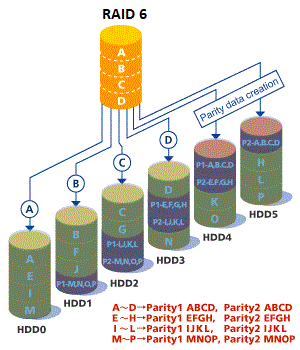 RAID 6
A
B
C
D
Parity data creation
A
B
C
D
A
E
I
M
HDD0
B
F
J
P1-M,N,O,P
HDD1
C
G
P1-I,J,K,L
P2-M,N,O,P
HDD2
D
P1-E,F,G,H
P2-I,J,K,L
N
HDD3
P1-A,B,C,D
P2-E,F,G,H
K
O
HDD4
P2-A,B,C,D
H
L
P
HDD5
A~D→Parity1 ABCD, Parity2 ABCD
E~H→Parity1 EFGH, Parity2 EFGH
I~L→Parity1 IJKL, Parity2 IJKL
M~P→Parity1 MNOP, Parity2 MNOP